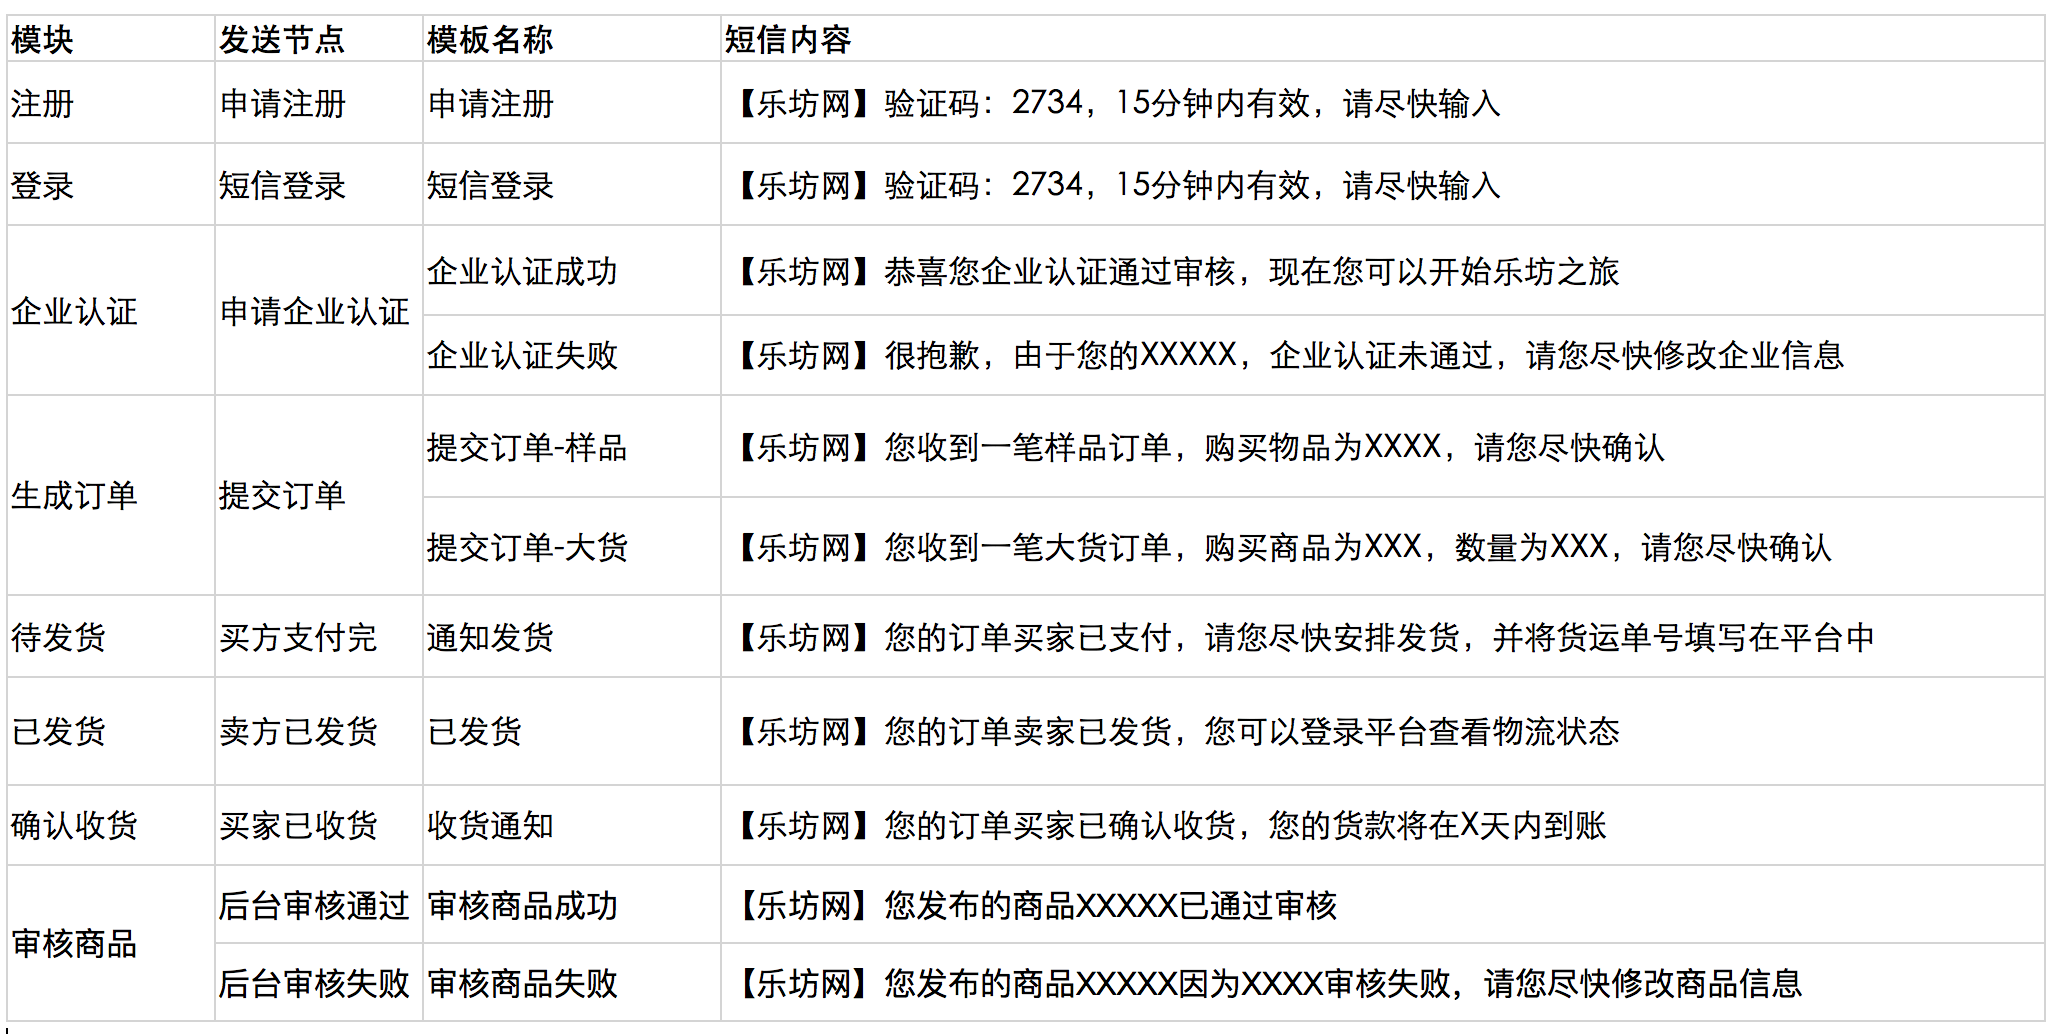 模块 发送节点 模板名称 短信内容
注册 申请注册 申请注册 【乐坊网】验证码：2734，15分钟内有效，请尽快输入
登录 短信登录 短信登录 【乐坊网】验证码：2734，15分钟内有效，请尽快输入
企业认证 申请企业认证 企业认证成功 【乐坊网】恭喜您企业认证通过审核，现在您可以开始乐坊之旅
企业认证失败 【乐坊网】很抱歉，由于您的XXXXX，企业认证未通过，请您尽快修改企业信息
生成订单 提交订单 提交订单-样品 【乐坊网】您收到一笔样品订单，购买物品为XXXX，请您尽快确认
提交订单-大货 【乐坊网】您收到一笔大货订单，购买商品为XXX，数量为XXX，请您尽快确认
待发货 买方支付完 通知发货 【乐坊网】您的订单买家已支付，请您尽快安排发货，并将货运单号填写在平台中
已发货 卖方已发货 已发货 【乐坊网】您的订单卖家已发货，您可以登录平台查看物流状态
确认收货 买家已收货 收货通知 【乐坊网】您的订单买家已确认收货，您的货款将在X天内到账
审核商品 后台审核通过 审核商品成功 【乐坊网】您发布的商品XXXXX已通过审核
后台审核失败 审核商品失败 【乐坊网】您发布的商品XXXXX因为XXXX审核失败，请您尽快修改商品信息